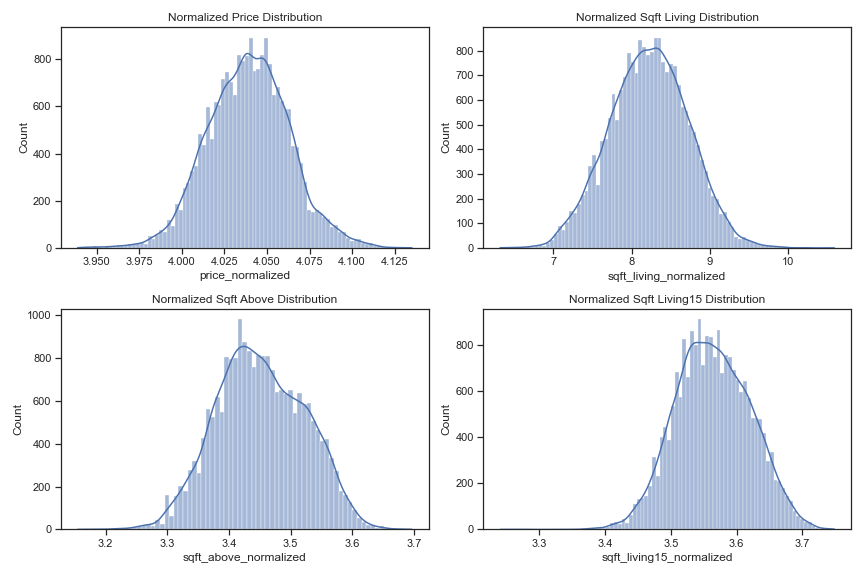 Normalized Price Distribution
Count
0
200
400
600
800
3.950 3.975 4.000 4.025 4.050 4.075 4.100 4.125
price_normalized
Normalized Sqft Living Distribution
Count
0
100
200
300
400
500
600
700
800
7 8 9 10
sqft_living_normalized
Normalized Sqft Above Distribution
Count
0
200
400
600
800
1000
3.2 3.3 3.4 3.5 3.6 3.7
sqft_above_normalized
Normalized Sqft Living15 Distribution
Count
0
200
400
600
800
3.3 3.4 3.5 3.6 3.7
sqft_living15_normalized